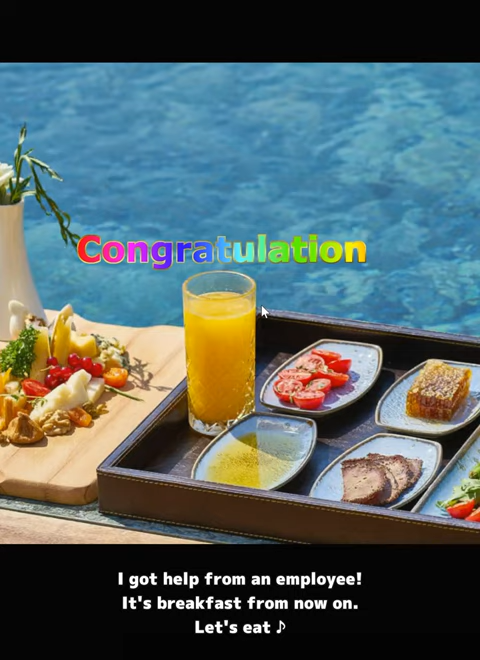 Congratulation
I got help from an employee!
It's breakfast from now on.
Let's eat ♪